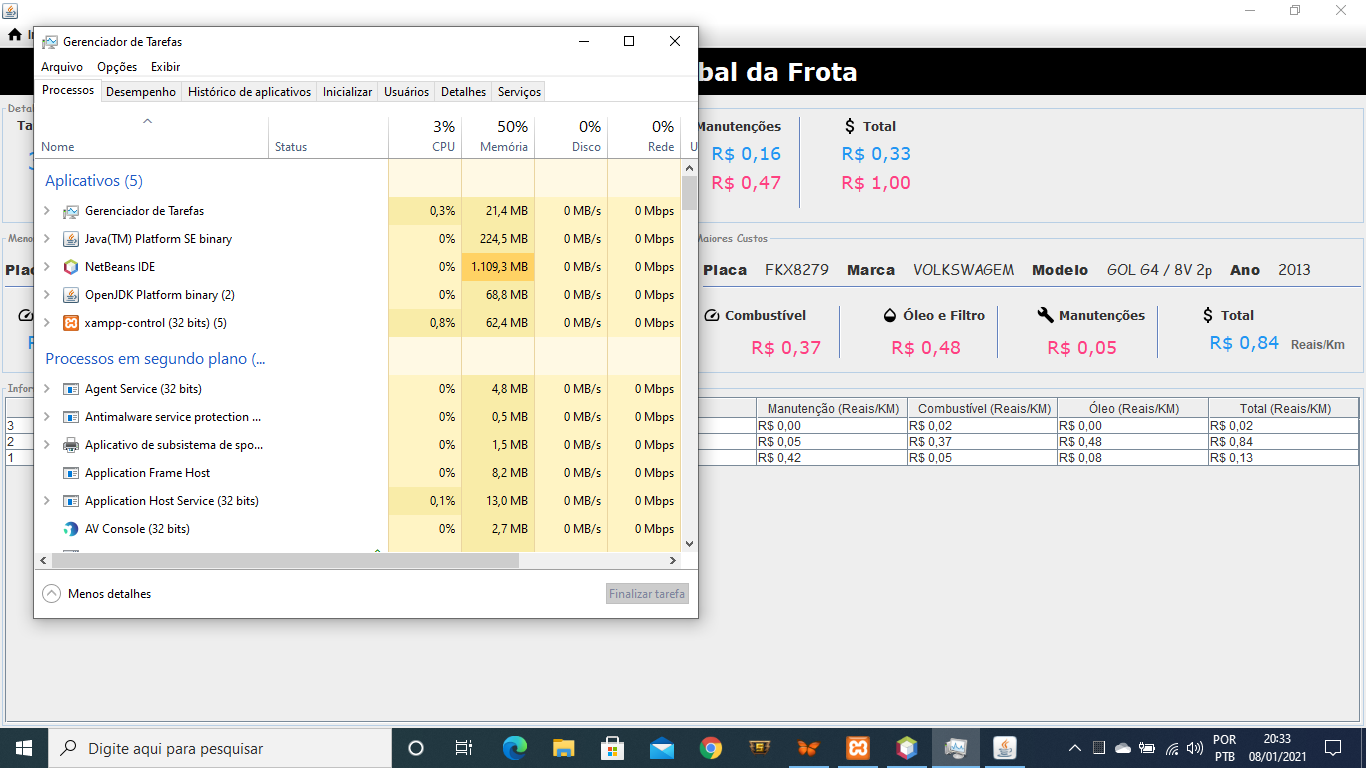 In
Gerenciador de Tarefas
Arquivo Opções Exibir
bal da Frota
Processos Desempenho Histórico de aplicativos Inicializar Usuários Detalhes Serviços
Detal
Ta
3% 50% 0% 0%
Nome Status CPU Memória Disco Rede U
Manutenções $ Total
R$ 0,16 R$ 0,33
R$ 0,47 R$ 1,00
Aplicativos (5)
Gerenciador de Tarefas 0,3% 21,4 MB 0 MB/s 0 Mbps
Java(TM) Platform SE binary 0% 224,5 MB 0 MB/s 0 Mbps
NetBeans IDE 0% 1.109,3 MB 0 MB/s 0 Mbps
OpenJDK Platform binary (2) 0% 68,8 MB 0 MB/s 0 Mbps
xampp-control (32 bits) (5) 0,8% 62,4 MB 0 MB/s 0 Mbps
Processos em segundo plano (...
Agent Service (32 bits) 0% 4,8 MB 0 MB/s 0 Mbps
Antimalware service protection ... 0% 0,5 MB 0 MB/s 0 Mbps
Aplicativo de subsistema de spo... 0% 1,5 MB 0 MB/s 0 Mbps
Application Frame Host 0% 8,2 MB 0 MB/s 0 Mbps
Application Host Service (32 bits) 0,1% 13,0 MB 0 MB/s 0 Mbps
AV Console (32 bits) 0% 2,7 MB 0 MB/s 0 Mbps
Menos detalhes Finalizar tarefa
Meno
Plac
Maiores Custos
Placa FKX8279 Marca VOLKSWAGEM Modelo GOL G4 / 8V 2p Ano 2013
Combustível Óleo e Filtro Manutenções $ Total
R$ 0,37 R$ 0,48 R$ 0,05 R$ 0,84 Reais/Km
Infor
Manutenção (Reais/KM) Combustível (Reais/KM) Óleo (Reais/KM) Total (Reais/KM)
3 R$ 0,00 R$ 0,02 R$ 0,00 R$ 0,02
2 R$ 0,05 R$ 0,37 R$ 0,48 R$ 0,84
1 R$ 0,42 R$ 0,05 R$ 0,08 R$ 0,13
Digite aqui para pesquisar
POR
PTB
20:33
08/01/2021